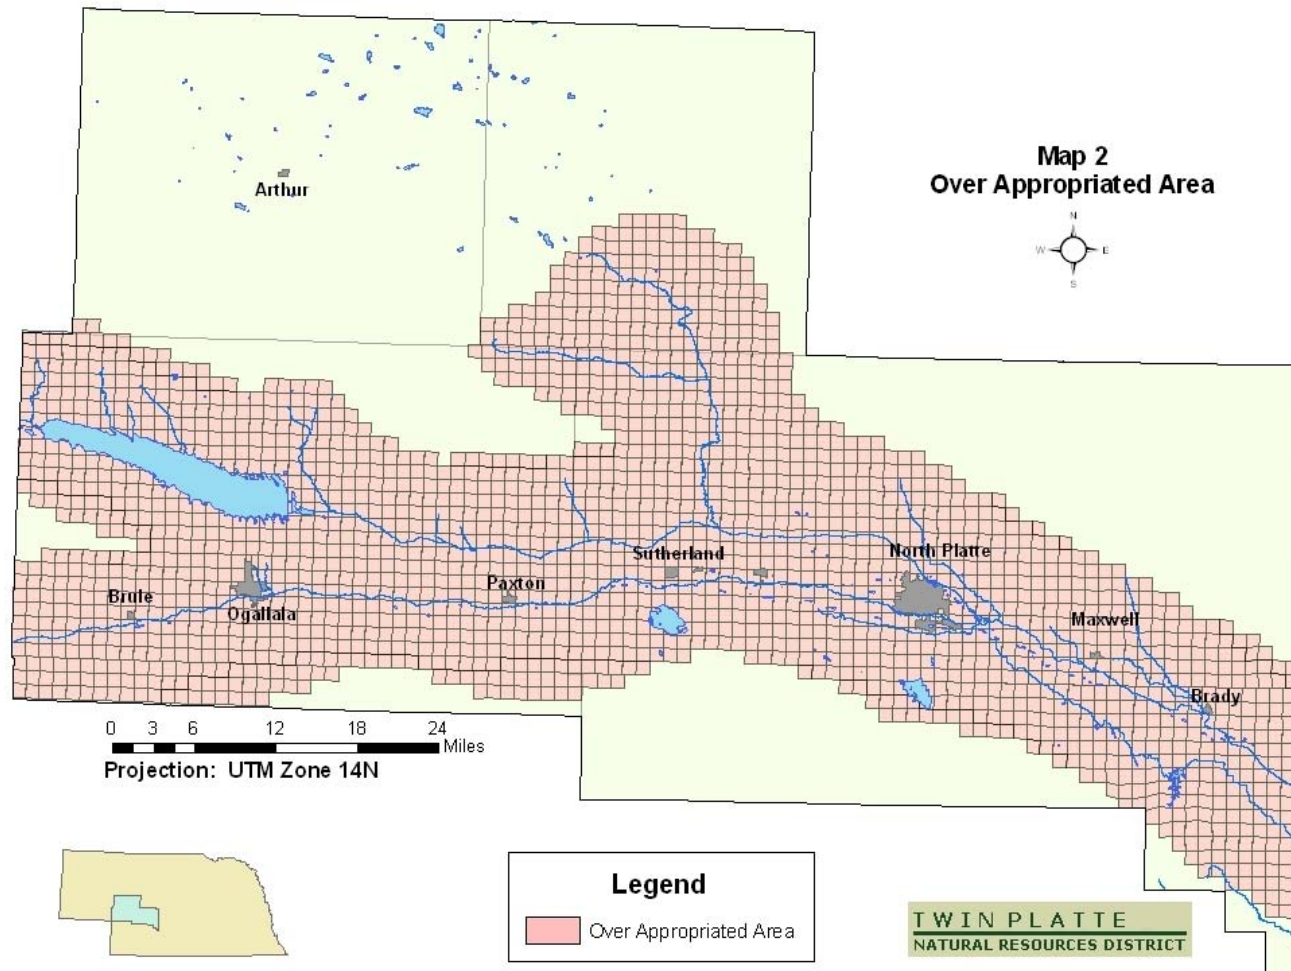 Map 2
Over Appropriated Area
N
W E
S
Arthur
Sutherland
North Platte
Paxton
Brule
Ogallala
Maxwell
Brady
0 3 6 12 18 24
Miles
Projection: UTM Zone 14N
Legend
Over Appropriated Area
TWIN PLATTE
NATURAL RESOURCES DISTRICT